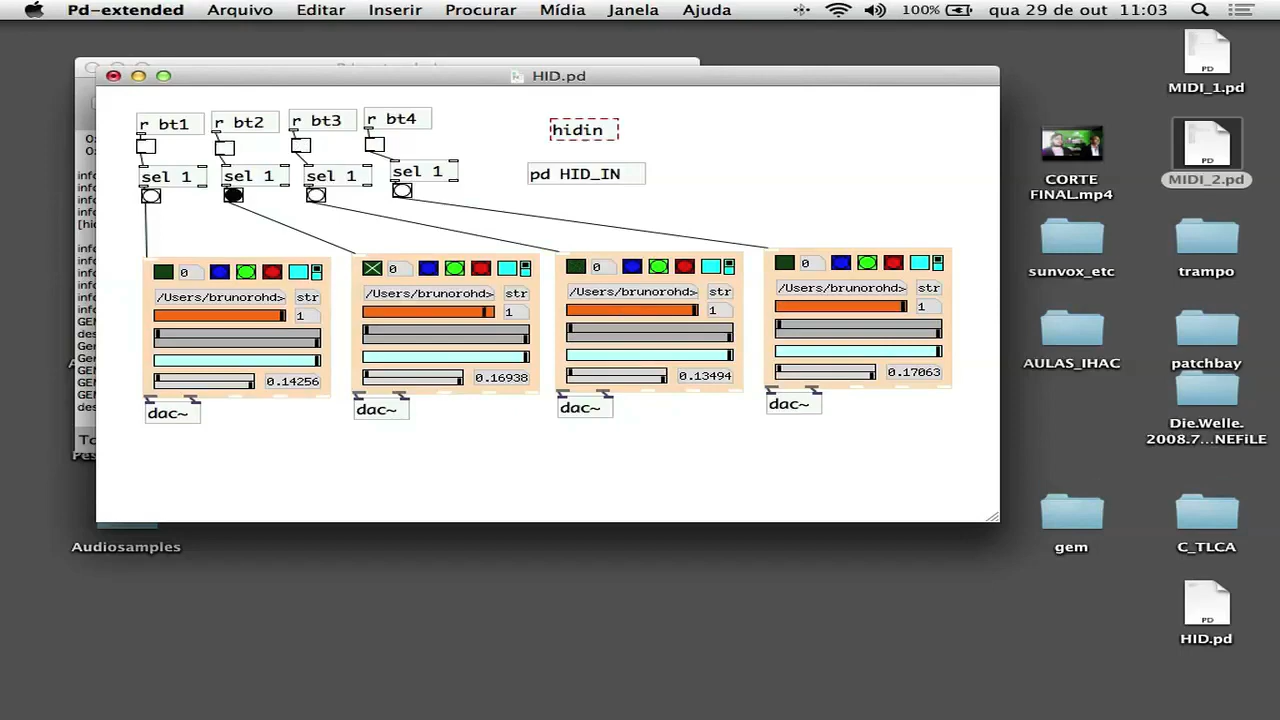 Pd-extended Arquivo Editar Inserir Procurar Mídia Janela Ajuda 100% qua 29 de out 11:03
HID.pd
r bt1 r bt2 r bt3 r bt4
hidin
sel 1 sel 1 sel 1 sel 1
pd HID_IN
0 0 0 0
/Users/brunorohd> str /Users/brunorohd> str /Users/brunorohd> str /Users/brunorohd> str
1 1 1 1
0.14256 0.16938 0.13494 0.17063
dac~ dac~ dac~ dac~
Audiosamples
MIDI_1.pd
CORTE
FINAL.mp4
MIDI_2.pd
sunvox_etc
trampo
AULAS_IHAC
patchbay
Die.Welle.
2008.7...NEFiLE
gem
C_TLCA
HID.pd
PD
PD
PD